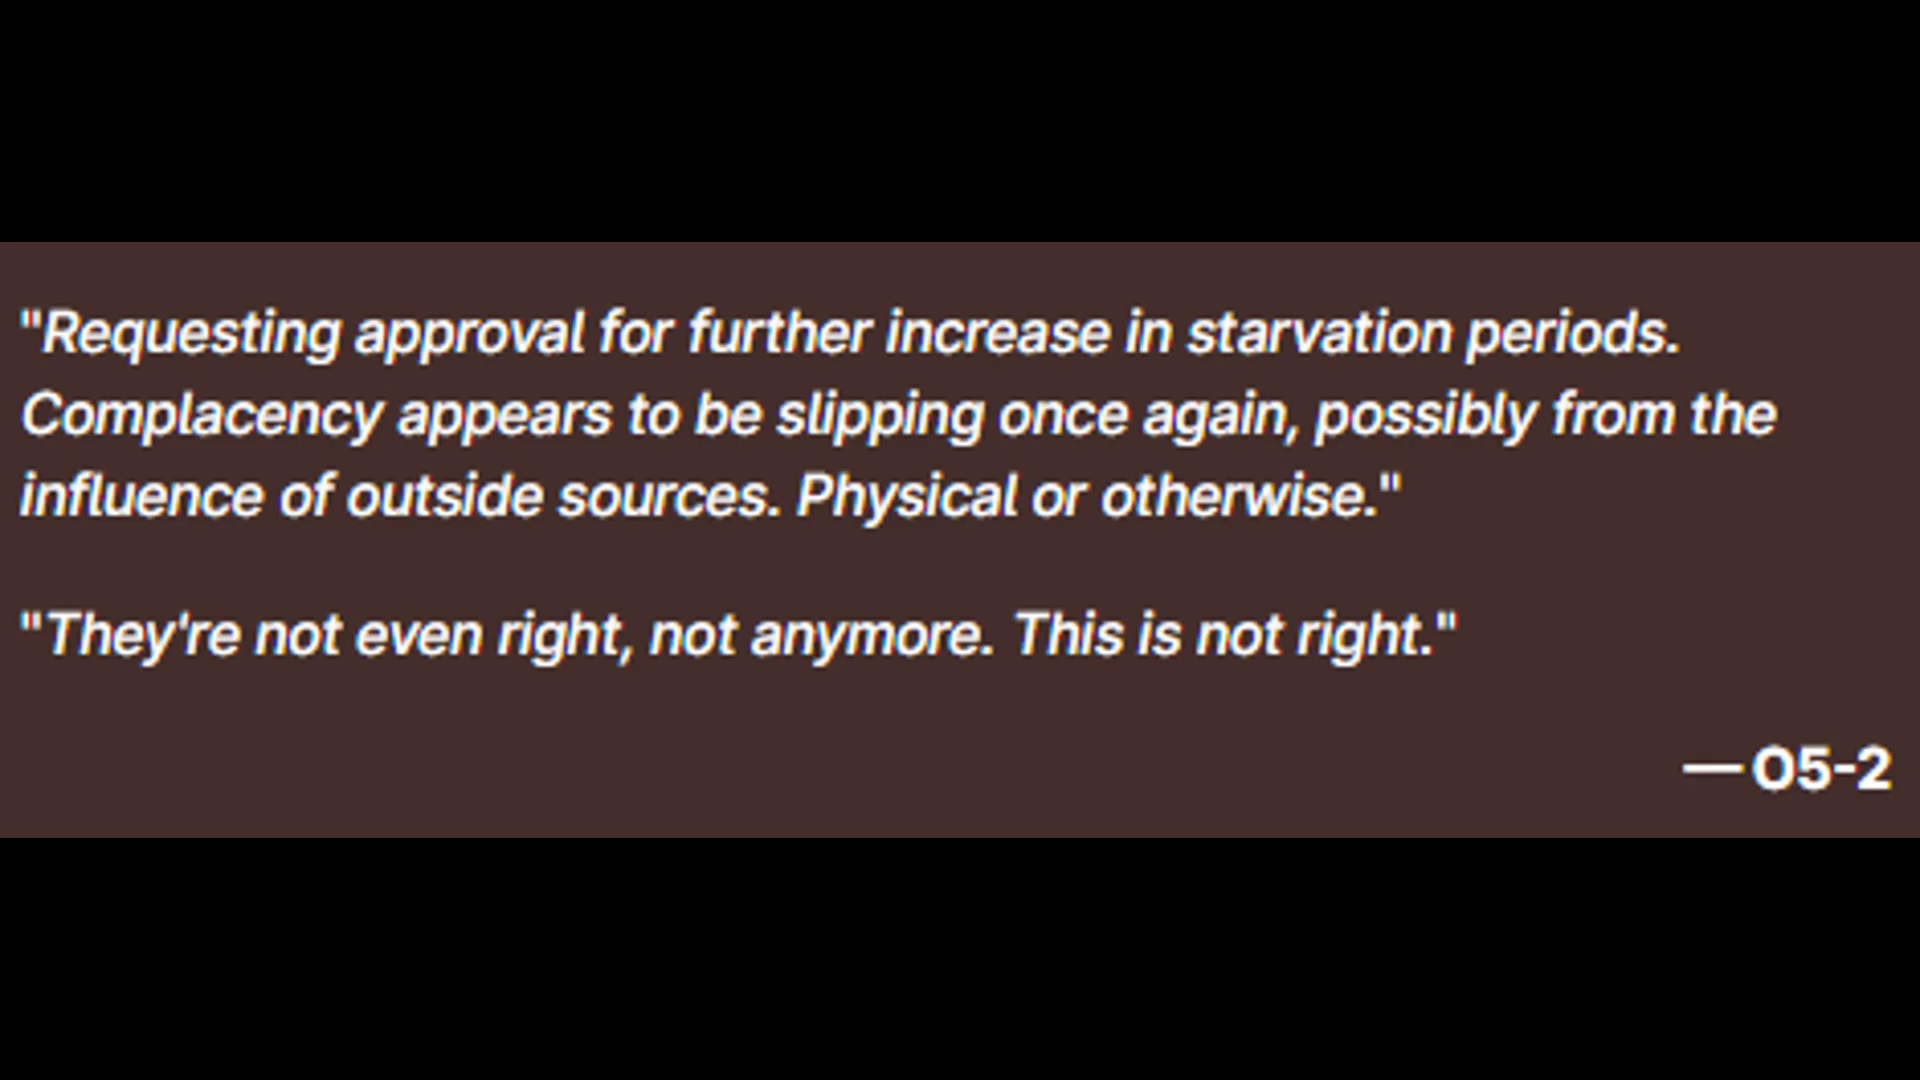 "Requesting approval for further increase in starvation periods.
Complacency appears to be slipping once again, possibly from the
influence of outside sources. Physical or otherwise."
"They're not even right, not anymore. This is not right."
— O5-2